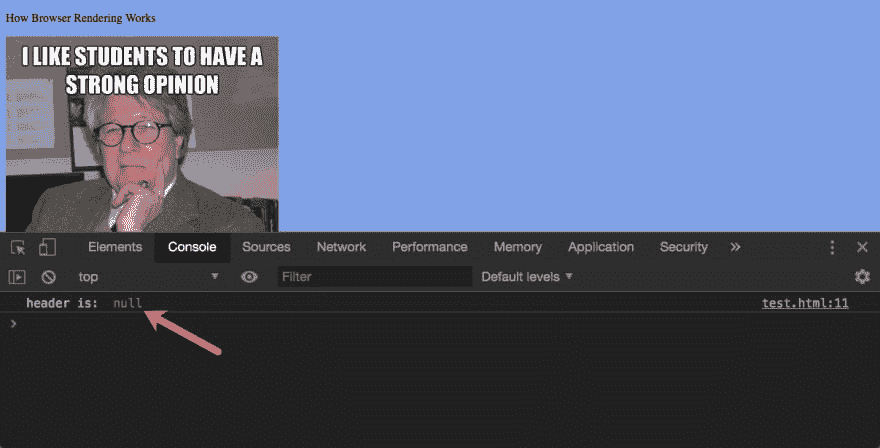 How Browser Rendering Works
I LIKE STUDENTS TO HAVE A
STRONG OPINION
Elements Console Sources Network Performance Memory Application Security »
top Filter Default levels
header is: null test.html:11